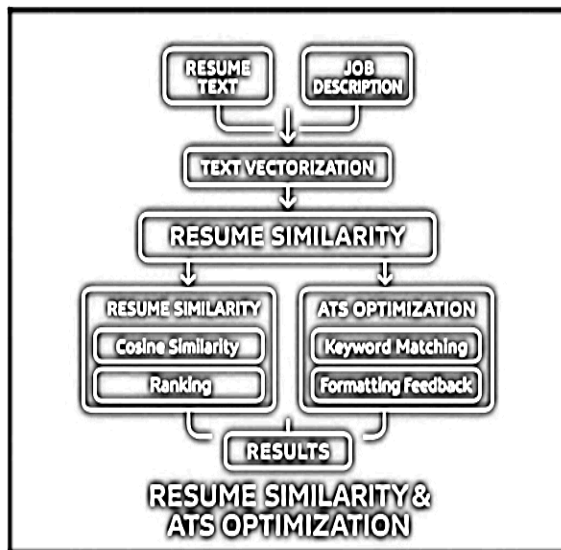 RESUME
TEXT
JOB
DESCRIPTION
TEXT VECTORIZATION
RESUME SIMILARITY
RESUME SIMILARITY
Cosine Similarity
Ranking
ATS OPTIMIZATION
Keyword Matching
Formatting Feedback
RESULTS
RESUME SIMILARITY &
ATS OPTIMIZATION